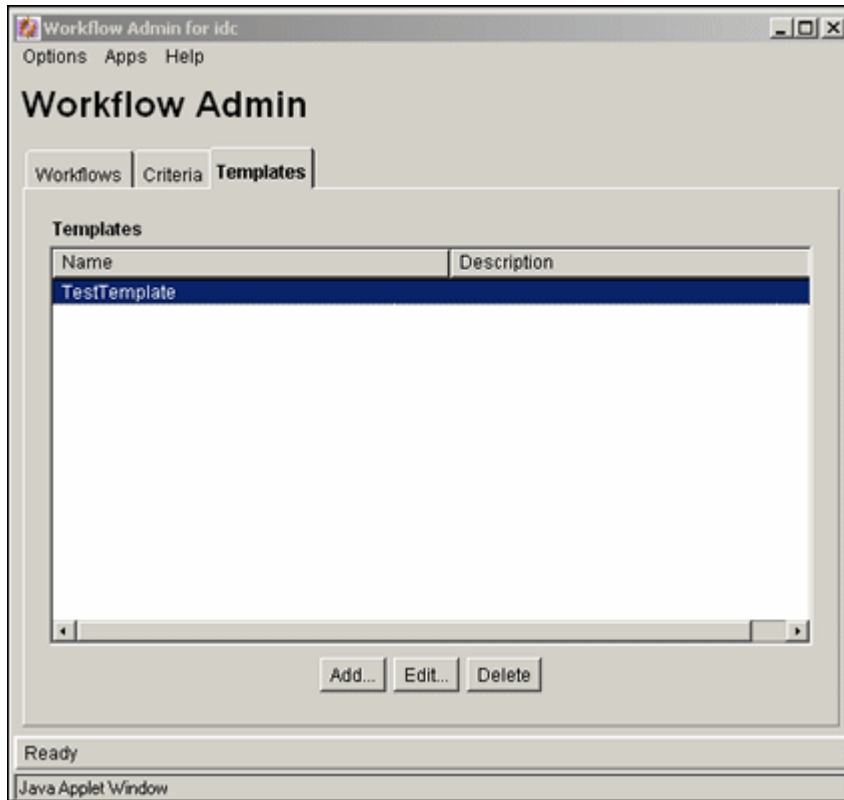 Workflow Admin for idc
Options Apps Help
Workflow Admin
Workflows Criteria Templates
Templates
Name Description
TestTemplate
Add... Edit... Delete
Ready
Java Applet Window